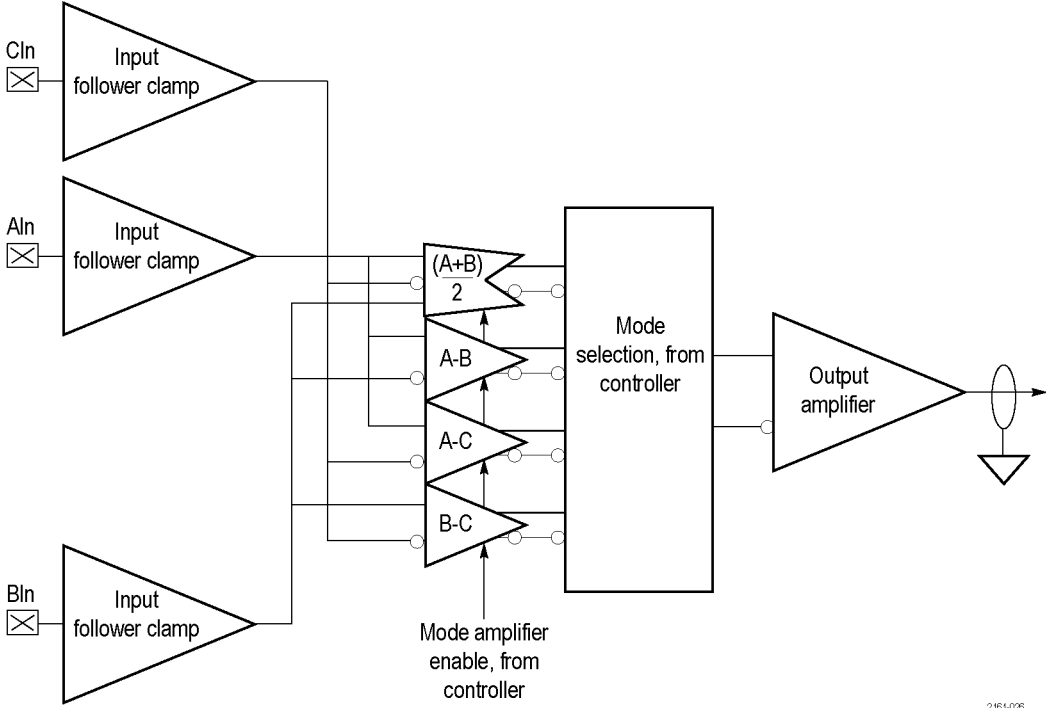 CIn
Input
follower clamp
AIn
Input
follower clamp
(A+B)
2
A-B
A-C
B-C
Mode
selection, from
controller
Output
amplifier
BIn
Input
follower clamp
Mode amplifier
enable, from
controller